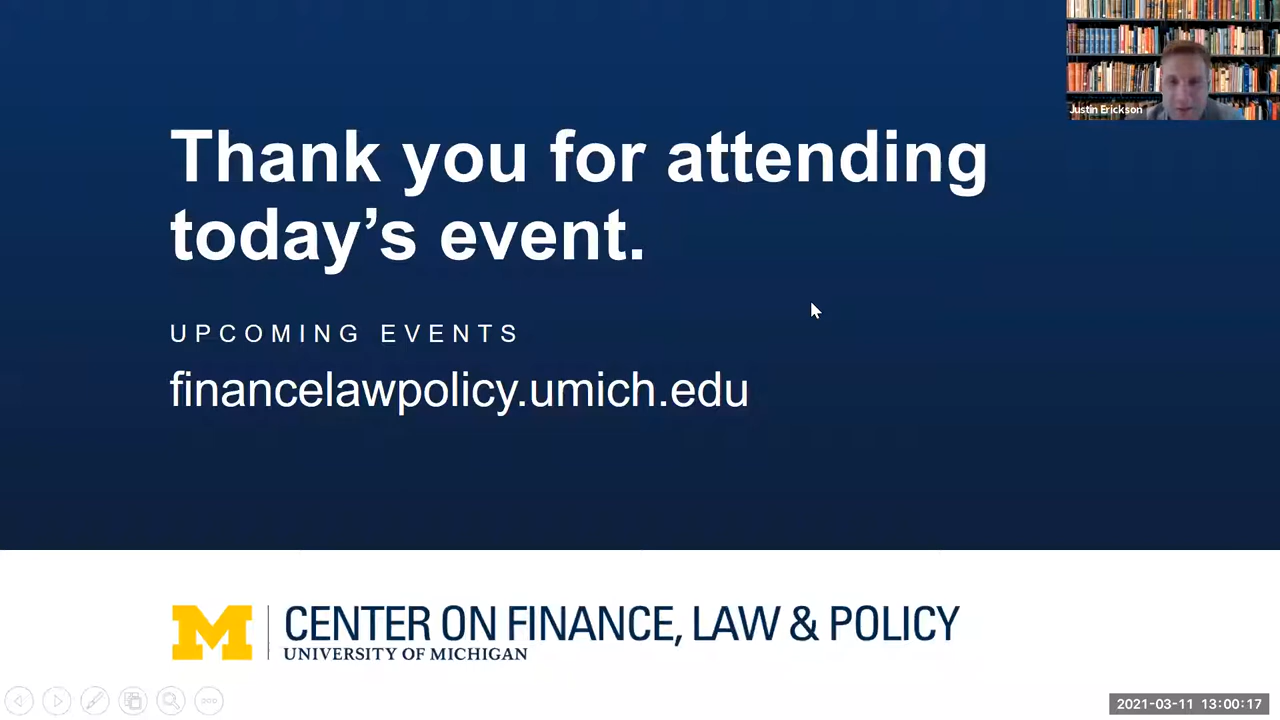 Justin Erickson
Thank you for attending
today’s event.
UPCOMING EVENTS
financelawpolicy.umich.edu
M
CENTER ON FINANCE, LAW & POLICY
UNIVERSITY OF MICHIGAN
2021-03-11 13:00:17